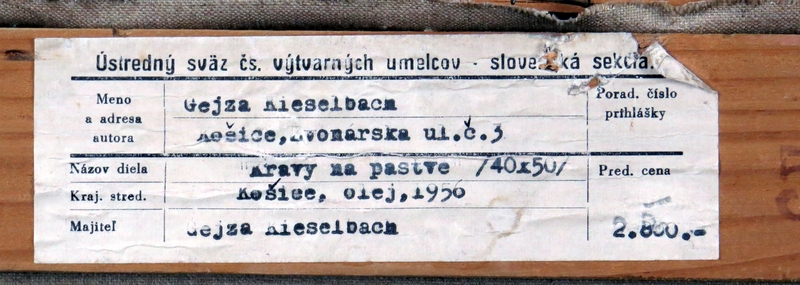 Ústredný sväz čs. výtvarných umelcov - slovenská sekcia.
Meno a adresa autora
Gejza Kieselbach
Košice, Zvonárska ul.č.3
Porad. číslo prihlášky
Názov diela Kravy na pastve /40x50/ Pred. cena
Kraj. stred. Košice, olej,1956
Majiteľ Gejza Kieselbach 2.800.-